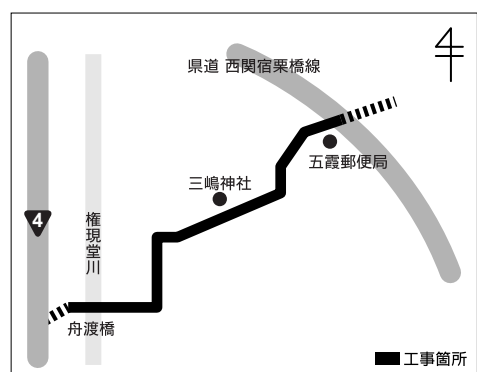 県道 西関宿栗橋線
五霞郵便局
三嶋神社
4
権現堂川
舟渡橋
工事箇所